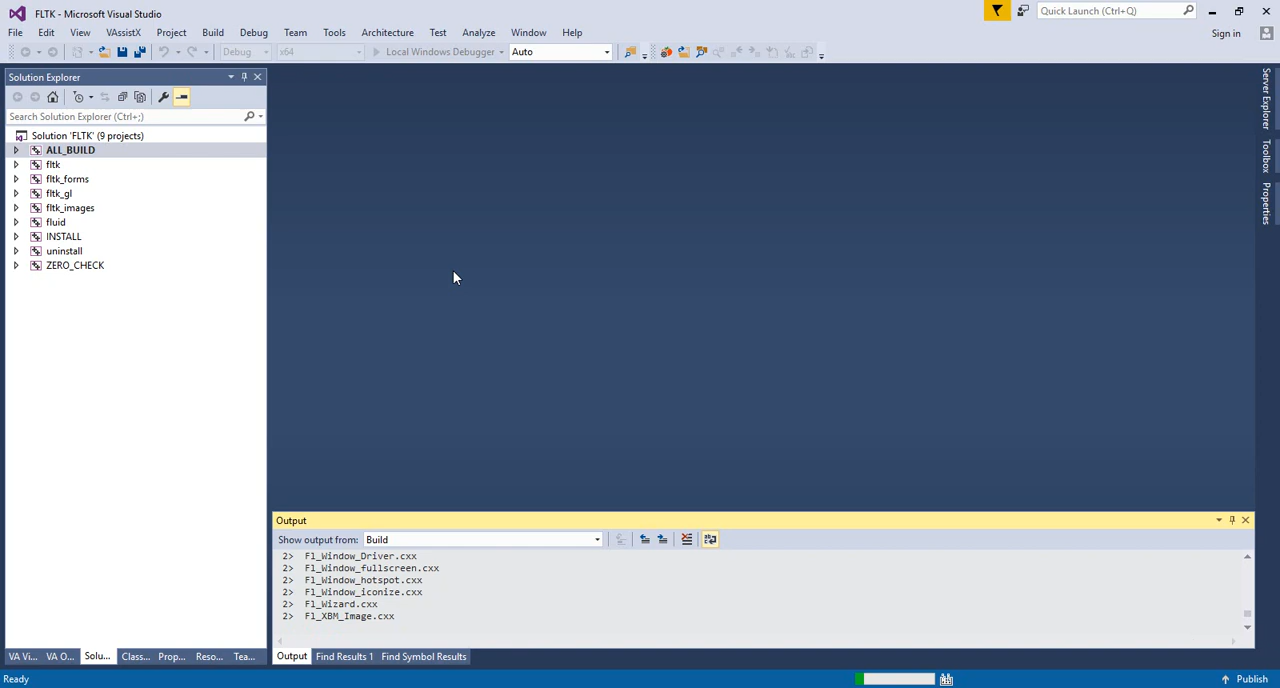 FLTK - Microsoft Visual Studio
Quick Launch (Ctrl+Q)
File Edit View VAssistX Project Build Debug Team Tools Architecture Test Analyze Window Help
Sign in
Debug x64 Local Windows Debugger Auto
Solution Explorer
Search Solution Explorer (Ctrl+;)
Solution 'FLTK' (9 projects)
ALL_BUILD
fltk
fltk_forms
fltk_gl
fltk_images
fluid
INSTALL
uninstall
ZERO_CHECK
Server Explorer
Toolbox
Properties
Output
Show output from: Build
2> Fl_Window_Driver.cxx
2> Fl_Window_fullscreen.cxx
2> Fl_Window_hotspot.cxx
2> Fl_Window_iconize.cxx
2> Fl_Wizard.cxx
2> Fl_XBM_Image.cxx
VA Vi... VA O... Solu... Class... Prop... Reso... Tea...
Output Find Results 1 Find Symbol Results
Ready
Publish